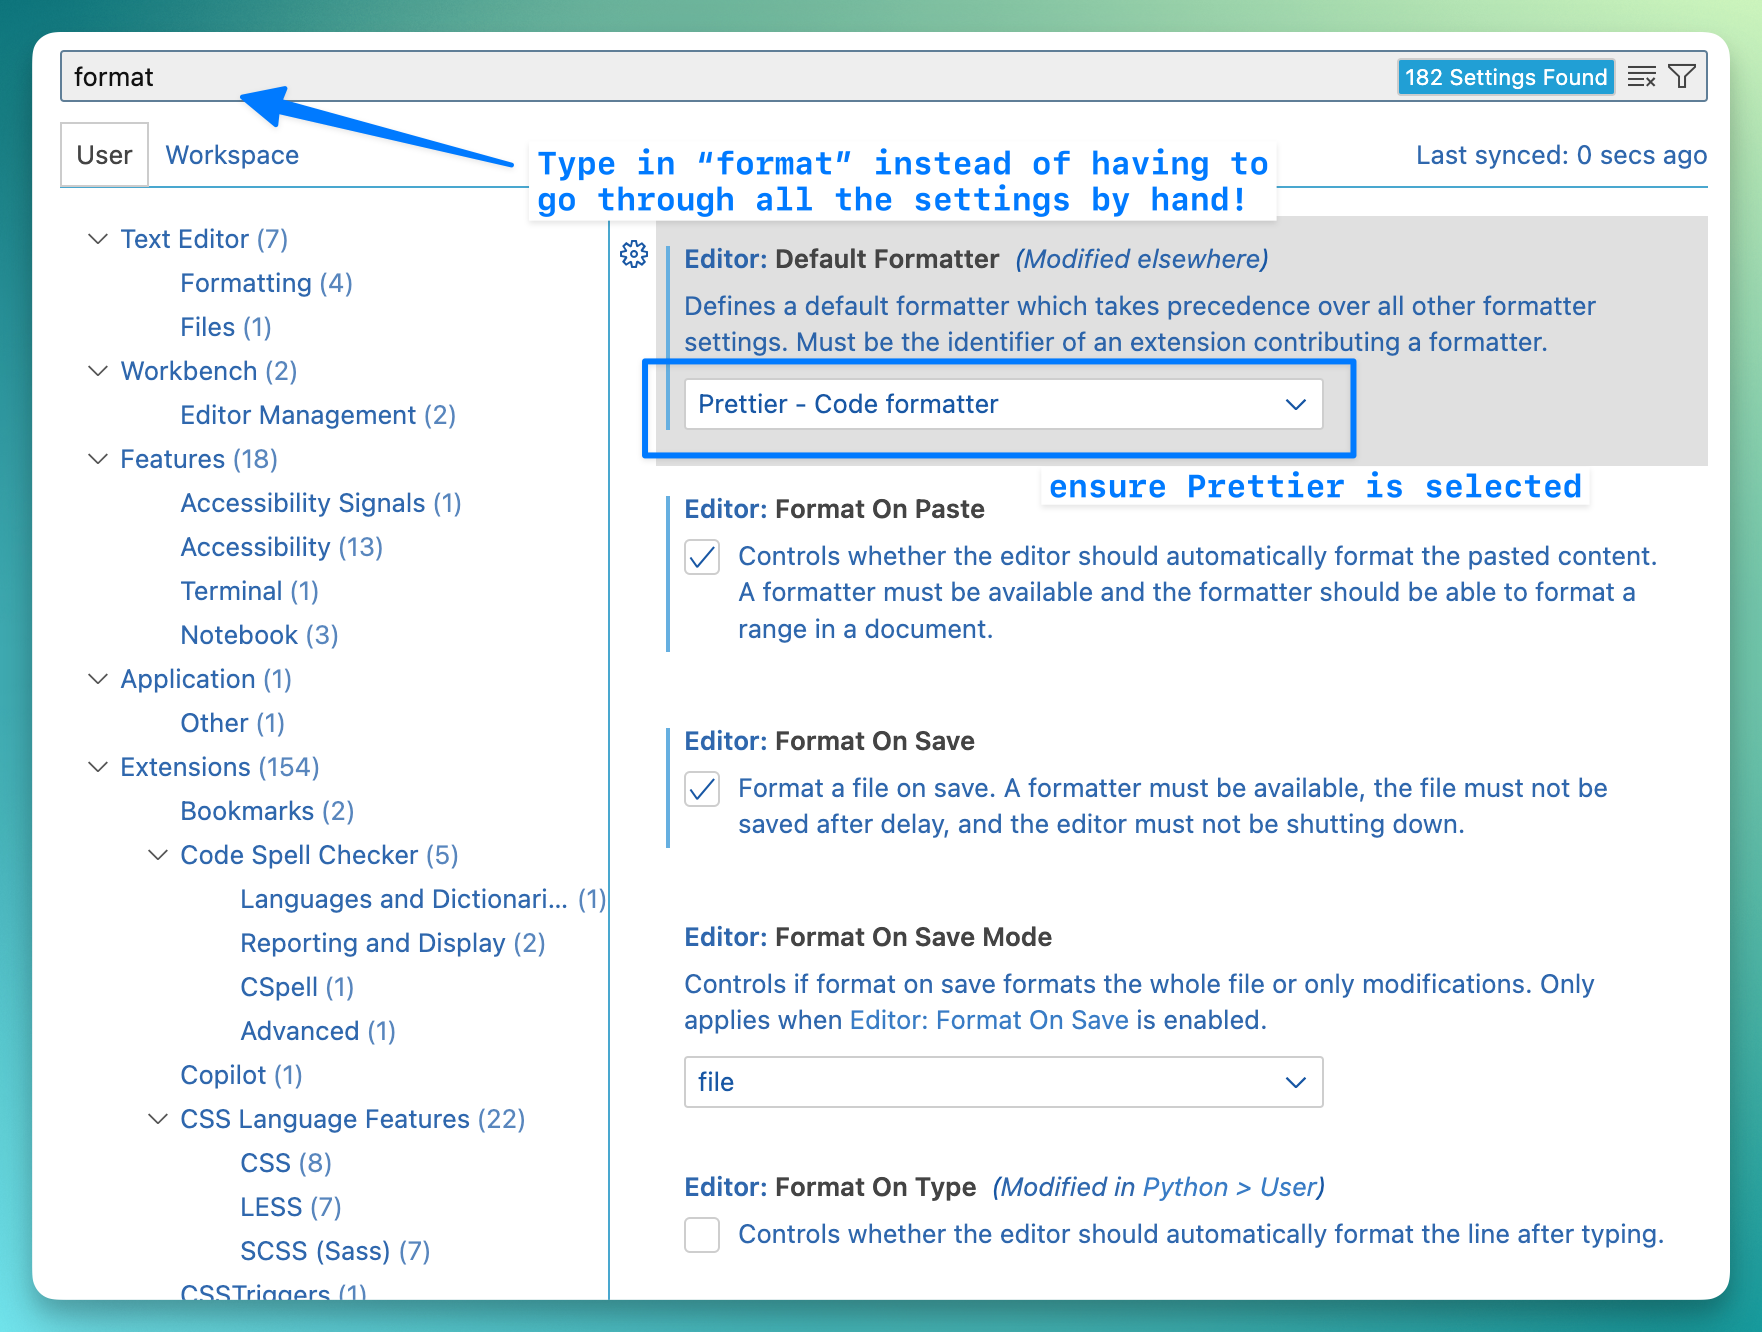 format
182 Settings Found
User
Workspace
Last synced: 0 secs ago
Type in “format” instead of having to
go through all the settings by hand!
Text Editor (7)
Formatting (4)
Files (1)
Workbench (2)
Editor Management (2)
Features (18)
Accessibility Signals (1)
Accessibility (13)
Terminal (1)
Notebook (3)
Application (1)
Other (1)
Extensions (154)
Bookmarks (2)
Code Spell Checker (5)
Languages and Dictionari... (1)
Reporting and Display (2)
CSpell (1)
Advanced (1)
Copilot (1)
CSS Language Features (22)
CSS (8)
LESS (7)
SCSS (Sass) (7)
CSSTriggers (1)
Editor: Default Formatter (Modified elsewhere)
Defines a default formatter which takes precedence over all other formatter
settings. Must be the identifier of an extension contributing a formatter.
Prettier - Code formatter
ensure Prettier is selected
Editor: Format On Paste
Controls whether the editor should automatically format the pasted content.
A formatter must be available and the formatter should be able to format a
range in a document.
Editor: Format On Save
Format a file on save. A formatter must be available, the file must not be
saved after delay, and the editor must not be shutting down.
Editor: Format On Save Mode
Controls if format on save formats the whole file or only modifications. Only
applies when Editor: Format On Save is enabled.
file
Editor: Format On Type (Modified in Python > User)
Controls whether the editor should automatically format the line after typing.